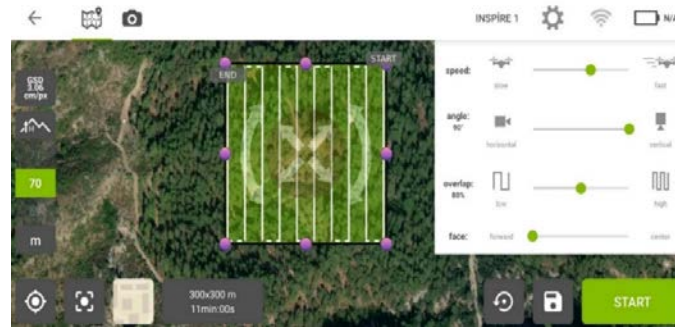 INSPIRE 1
N/A
END
START
GSD
3.06
cm/px
70
m
300x300 m
11min:00s
speed:
slow
fast
angle:
90°
horizontal
vertical
overlap:
80%
low
high
face:
forward
center
START